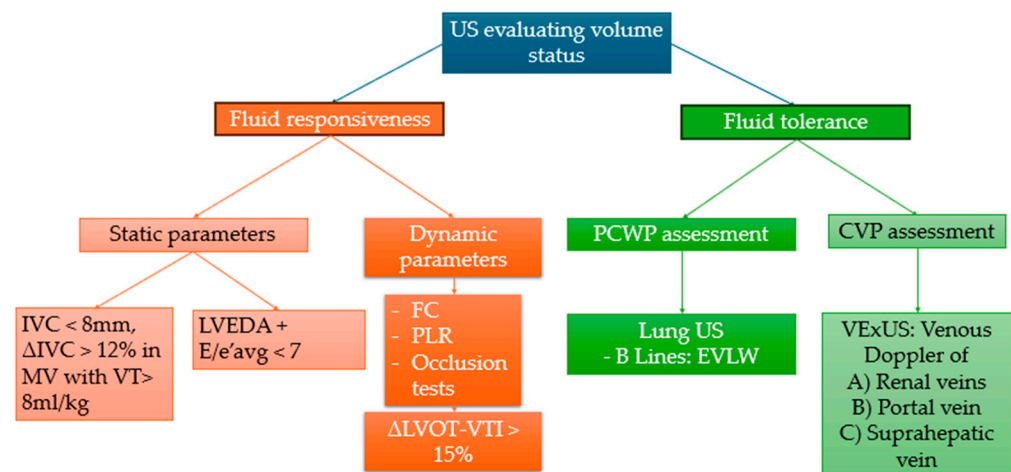 US evaluating volume
status
Fluid responsiveness
Fluid tolerance
Static parameters
Dynamic
parameters
PCWP assessment
CVP assessment
IVC < 8mm,
ΔIVC > 12% in
MV with VT>
8ml/kg
LVEDA +
E/e'avg < 7
- FC
- PLR
- Occlusion
tests
ΔLVOT-VTI >
15%
Lung US
- B Lines: EVLW
VExUS: Venous
Doppler of
A) Renal veins
B) Portal vein
C) Suprahepatic
vein